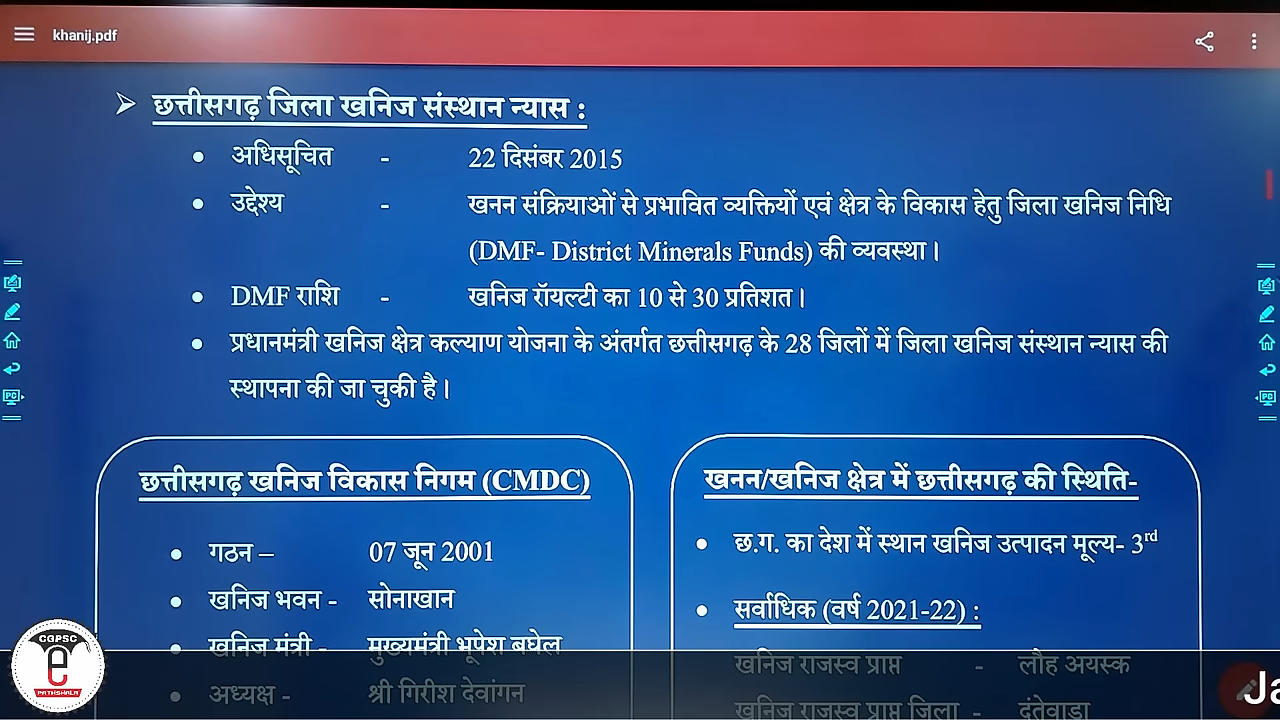 khanij.pdf
➢ छत्तीसगढ़ जिला खनिज संस्थान न्यास :
• अधिसूचित - 22 दिसंबर 2015
• उद्देश्य - खनन संक्रियाओं से प्रभावित व्यक्तियों एवं क्षेत्र के विकास हेतु जिला खनिज निधि
(DMF- District Minerals Funds) की व्यवस्था।
• DMF राशि - खनिज रॉयल्टी का 10 से 30 प्रतिशत।
• प्रधानमंत्री खनिज क्षेत्र कल्याण योजना के अंतर्गत छत्तीसगढ़ के 28 जिलों में जिला खनिज संस्थान न्यास की
स्थापना की जा चुकी है।
छत्तीसगढ़ खनिज विकास निगम (CMDC)
• गठन – 07 जून 2001
• खनिज भवन - सोनाखान
• खनिज मंत्री - मुख्यमंत्री भूपेश बघेल
• अध्यक्ष - श्री गिरीश देवांगन
खनन/खनिज क्षेत्र में छत्तीसगढ़ की स्थिति-
• छ.ग. का देश में स्थान खनिज उत्पादन मूल्य- 3rd
• सर्वाधिक (वर्ष 2021-22) :
खनिज राजस्व प्राप्त - लौह अयस्क
खनिज राजस्व प्राप्त जिला - दंतेवाड़ा
PC
PC
CGPSC
e
PATHSHALA
Ja